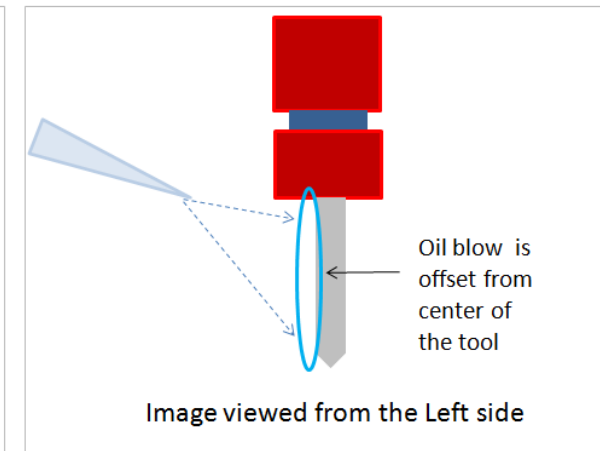 Oil blow  is
offset from
center of
the tool
Image viewed from the Left side